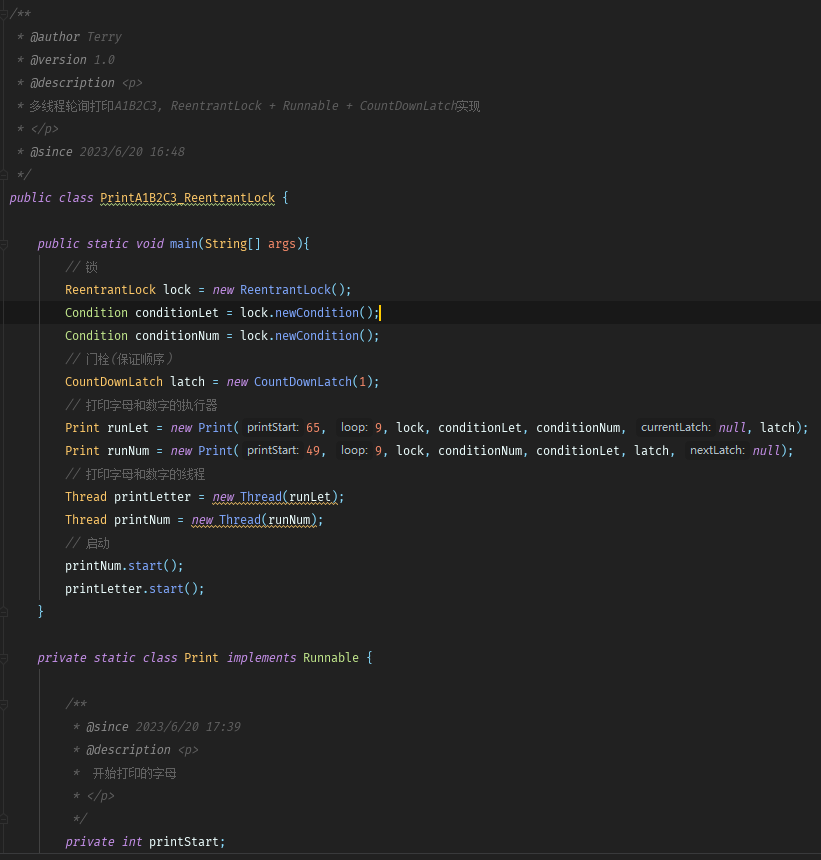 /**
 * @author Terry
 * @version 1.0
 * @description <p>
 * 多线程轮询打印A1B2C3, ReentrantLock + Runnable + CountDownLatch实现
 * </p>
 * @since 2023/6/20 16:48
 */
public class PrintA1B2C3_ReentrantLock {
    public static void main(String[] args){
        // 锁
        ReentrantLock lock = new ReentrantLock();
        Condition conditionLet = lock.newCondition();
        Condition conditionNum = lock.newCondition();
        // 门栓(保证顺序)
        CountDownLatch latch = new CountDownLatch(1);
        // 打印字母和数字的执行器
        Print runLet = new Print( printStart: 65, loop: 9, lock, conditionLet, conditionNum, currentLatch: null, latch);
        Print runNum = new Print( printStart: 49, loop: 9, lock, conditionNum, conditionLet, latch, nextLatch: null);
        // 打印字母和数字的线程
        Thread printLetter = new Thread(runLet);
        Thread printNum = new Thread(runNum);
        // 启动
        printNum.start();
        printLetter.start();
    }
    private static class Print implements Runnable {
        /**
         * @since 2023/6/20 17:39
         * @description <p>
         *  开始打印的字母
         * </p>
         */
        private int printStart;